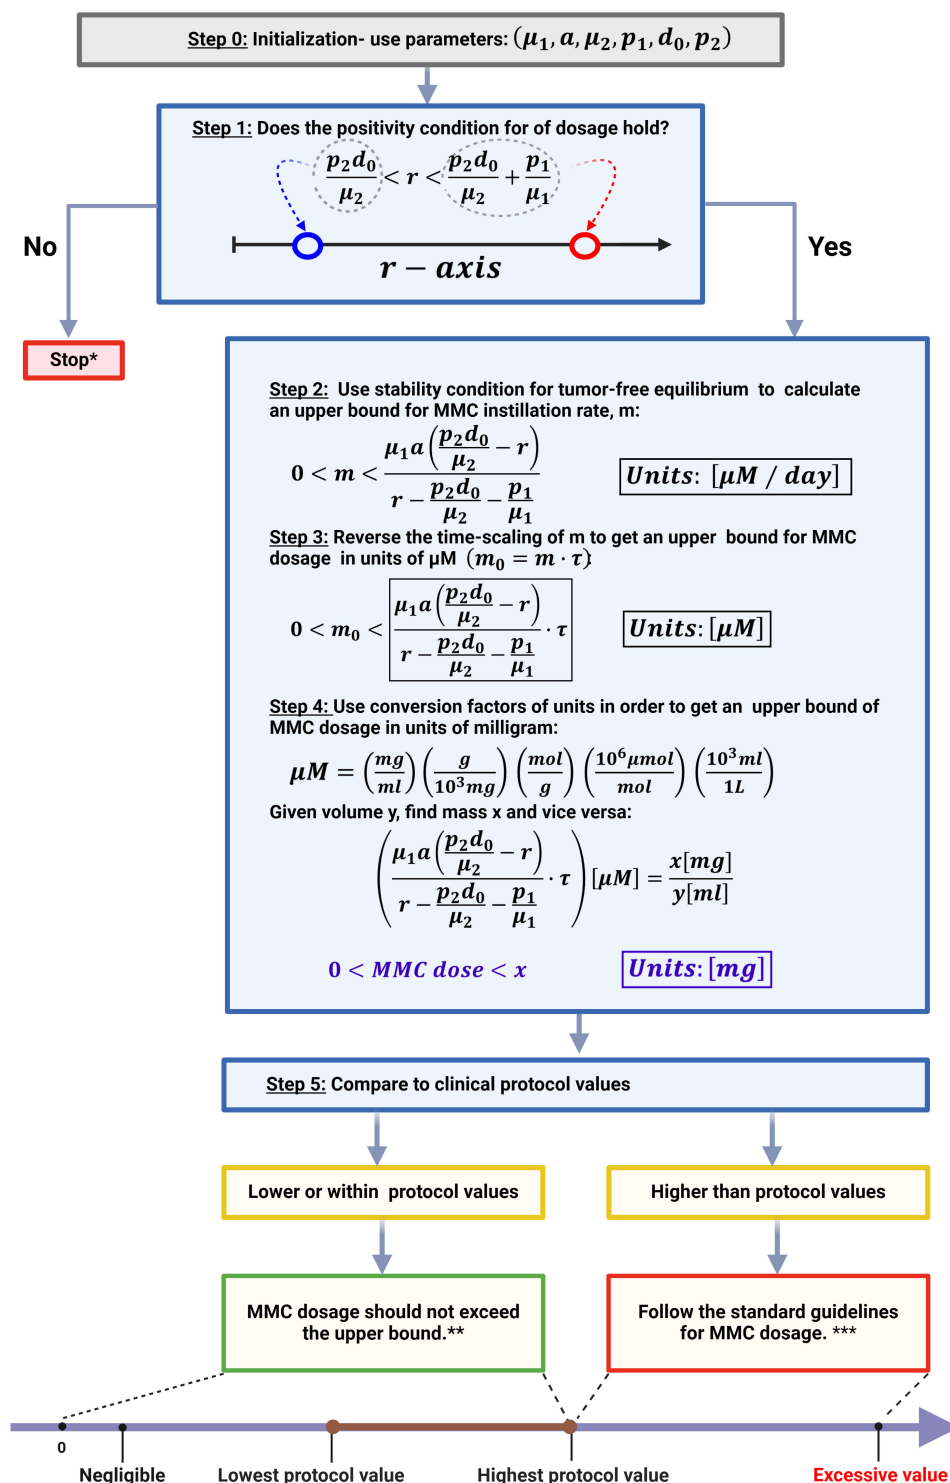 Step 0: Initialization- use parameters: (μ₁, a, μ₂, p₁, d₀, p₂)
Step 1: Does the positivity condition for of dosage hold?
p₂d₀/μ₂ < r < p₂d₀/μ₂ + p₁/μ₁
r − axis
No
Yes
Stop*
Step 2: Use stability condition for tumor-free equilibrium to calculate
an upper bound for MMC instillation rate, m:
0 < m < μ₁a(p₂d₀/μ₂ − r) / (r − p₂d₀/μ₂ − p₁/μ₁)
Units: [μM / day]
Step 3: Reverse the time-scaling of m to get an upper bound for MMC
dosage in units of μM (m₀ = m · τ):
0 < m₀ < μ₁a(p₂d₀/μ₂ − r) / (r − p₂d₀/μ₂ − p₁/μ₁) · τ
Units: [μM]
Step 4: Use conversion factors of units in order to get an upper bound of
MMC dosage in units of milligram:
μM = (mg/ml) (g/10³mg) (mol/g) (10⁶μmol/mol) (10³ml/1L)
Given volume y, find mass x and vice versa:
(μ₁a(p₂d₀/μ₂ − r) / (r − p₂d₀/μ₂ − p₁/μ₁) · τ) [μM] = x[mg]/y[ml]
0 < MMC dose < x
Units: [mg]
Step 5: Compare to clinical protocol values
Lower or within protocol values
Higher than protocol values
MMC dosage should not exceed
the upper bound.**
Follow the standard guidelines
for MMC dosage. ***
0
Negligible
Lowest protocol value
Highest protocol value
Excessive value